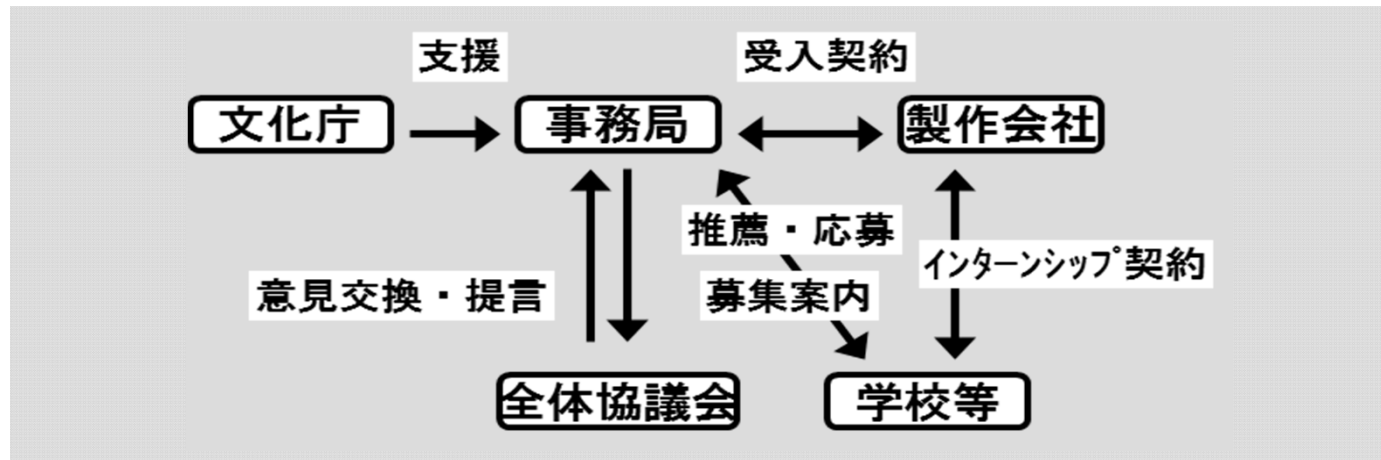 支援
受入契約
文化庁
事務局
製作会社
推薦・応募
インターンシップ契約
意見交換・提言
募集案内
全体協議会
学校等